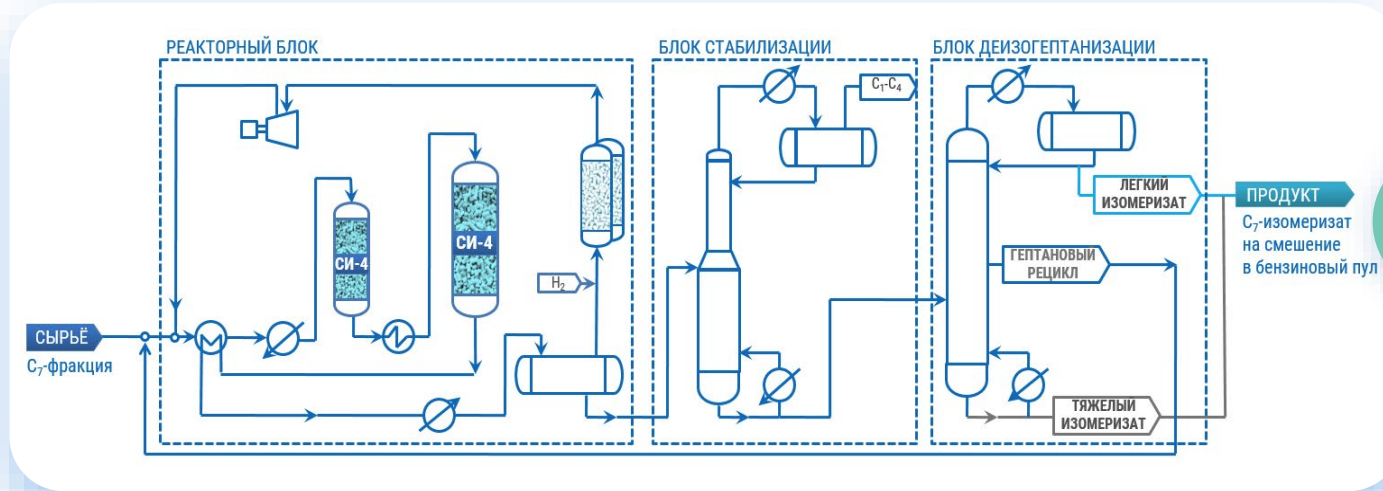 РЕАКТОРНЫЙ БЛОК
БЛОК СТАБИЛИЗАЦИИ
БЛОК ДЕИЗОГЕПТАНИЗАЦИИ
C₁-C₄
СИ-4
СИ-4
H₂
СЫРЬЁ
C₇-фракция
ЛЕГКИЙ
ИЗОМЕРИЗАТ
ГЕПТАНОВЫЙ
РЕЦИКЛ
ТЯЖЕЛЫЙ
ИЗОМЕРИЗАТ
ПРОДУКТ
C₇-изомеризат
на смешение
в бензиновый пул